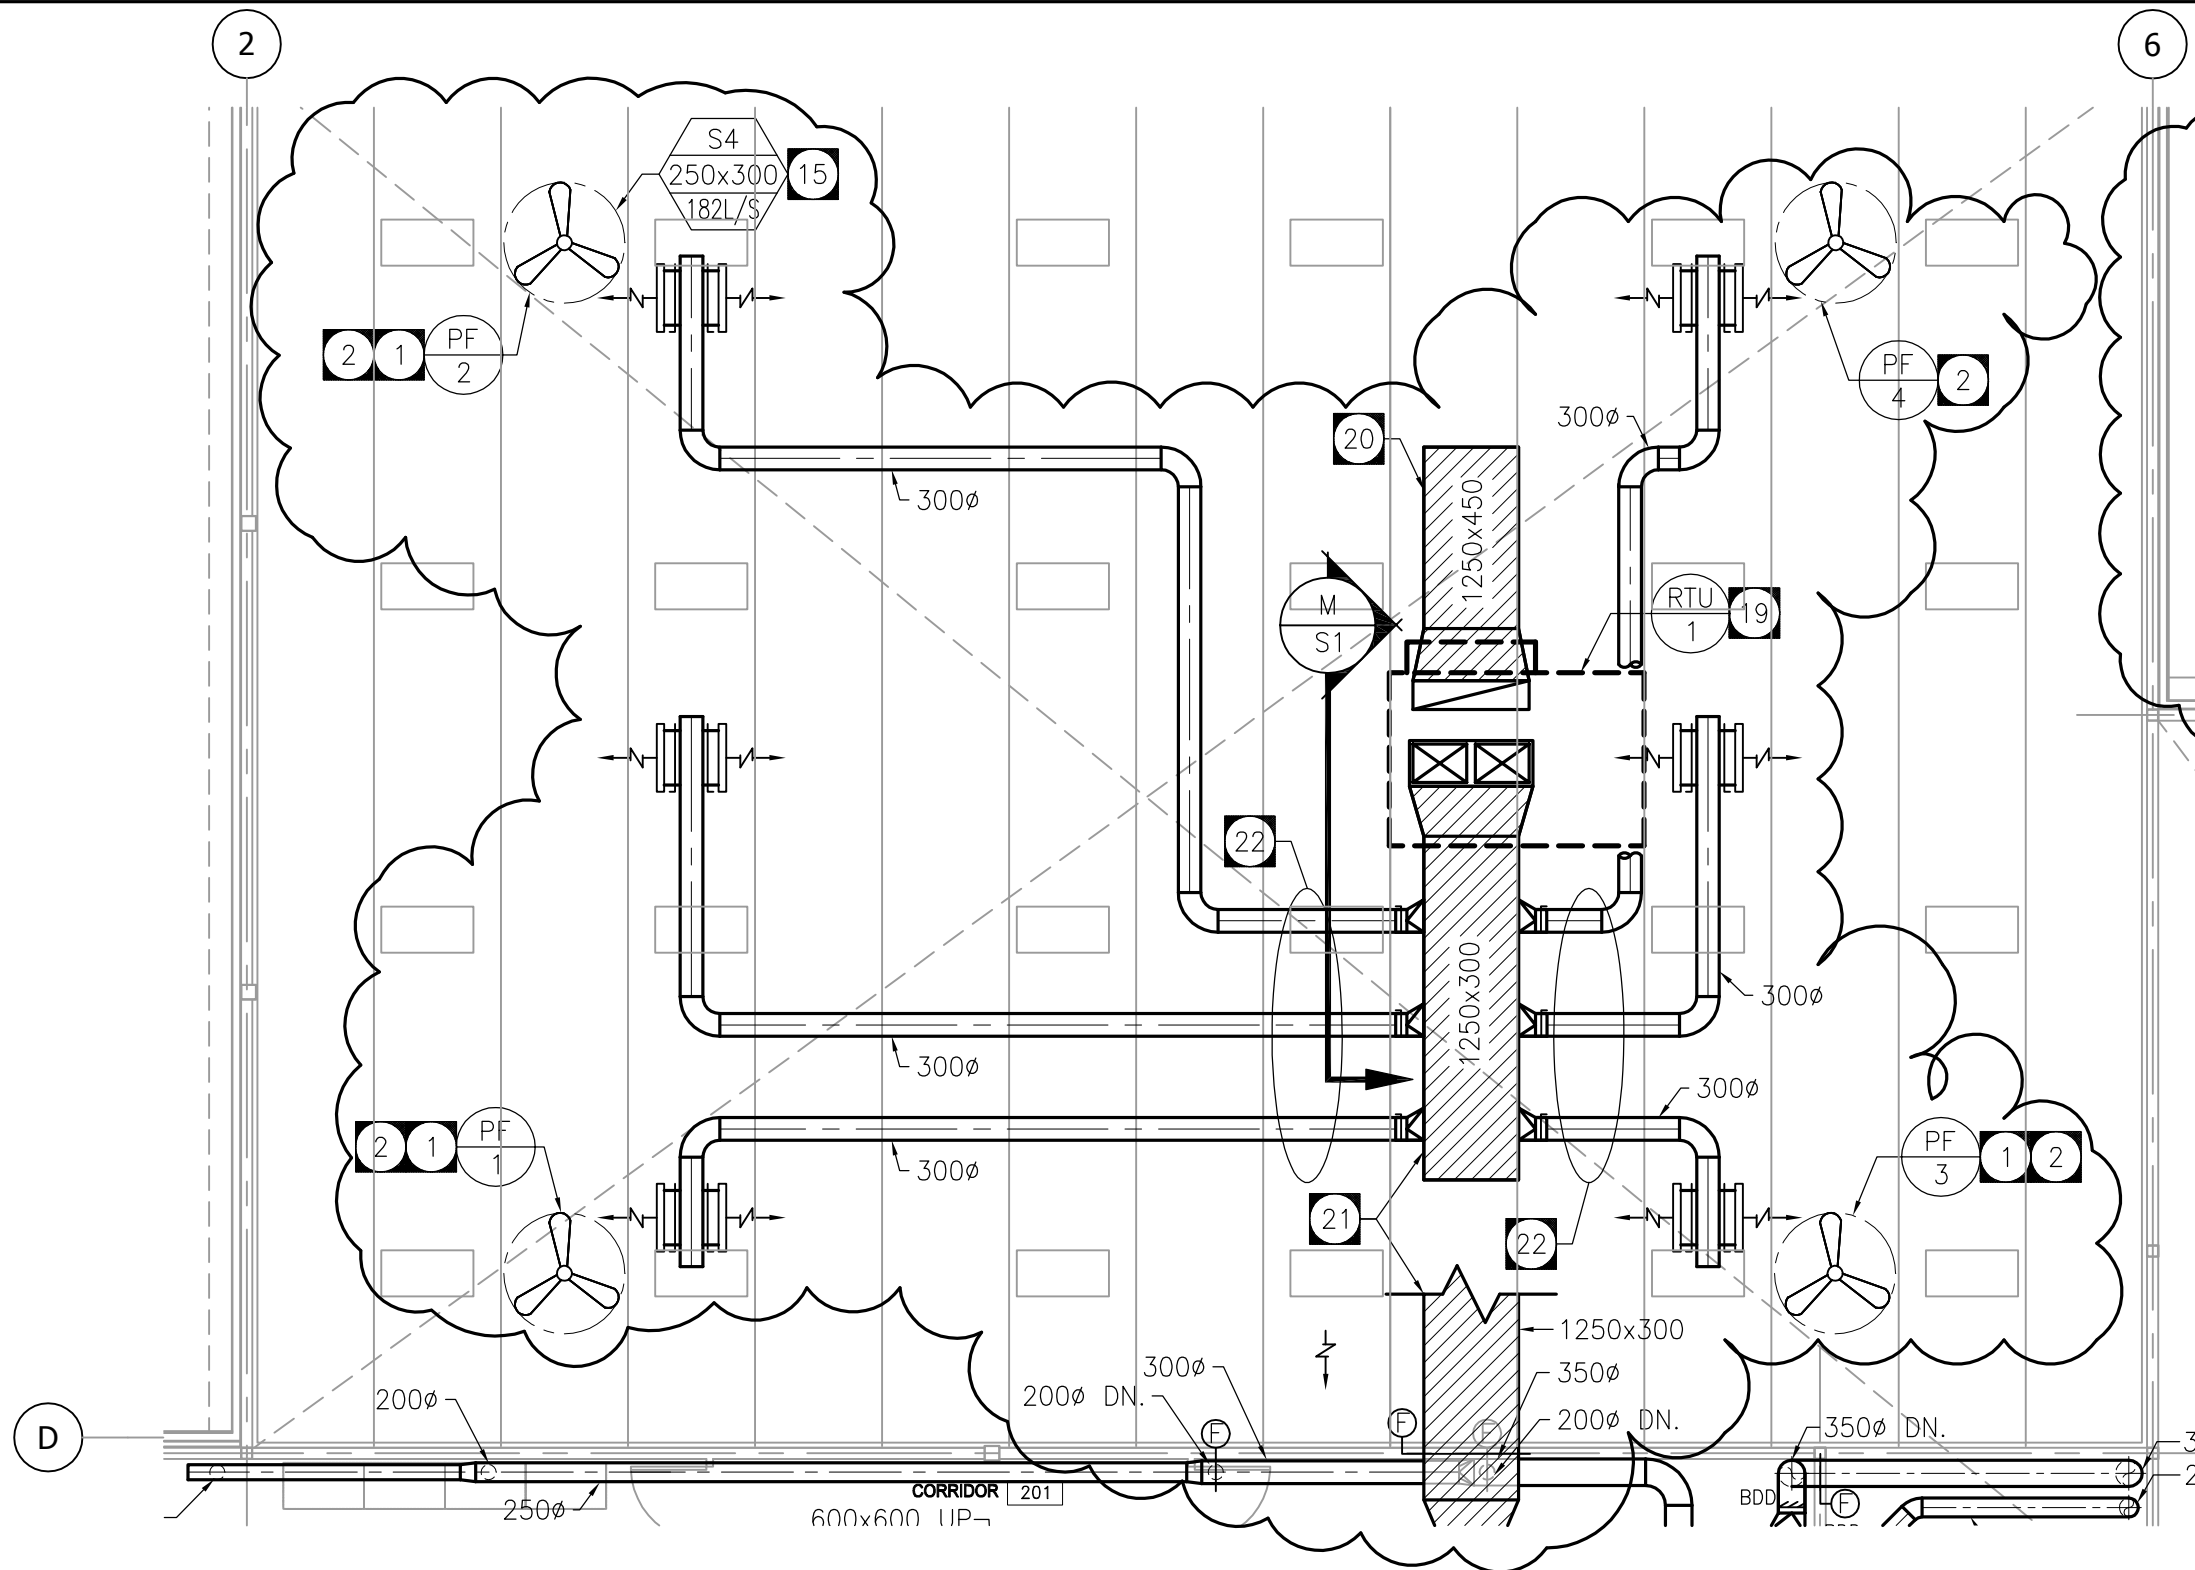 2
6
S4
250x300
182L/S
15
2
1
PF
2
PF
4
2
300ø
20
300ø
1250x450
M
S1
RTU
1
19
22
1250x300
300ø
300ø
300ø
2
1
PF
1
300ø
PF
3
1
2
21
22
1250x300
300ø
350ø
200ø
200ø DN.
200ø DN.
350ø DN.
F
F
F
D
250ø
CORRIDOR
201
600x600 UP
BDD
F